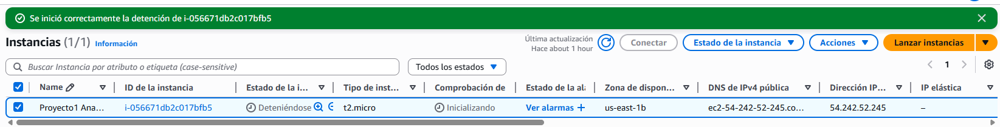 Se inició correctamente la detención de i-056671db2c017bfb5
Instancias (1/1) Información
Última actualización
Hace about 1 hour
Conectar
Estado de la instancia
Acciones
Lanzar instancias
Buscar Instancia por atributo o etiqueta (case-sensitive)
Todos los estados
1
Name ID de la instancia Estado de la i... Tipo de inst... Comprobación de Estado de la ala Zona de dispon... DNS de IPv4 pública Dirección IP... IP elástica
Proyecto1 Ana... i-056671db2c017bfb5 Deteniéndose t2.micro Inicializando Ver alarmas + us-east-1b ec2-54-242-52-245.co... 54.242.52.245 –